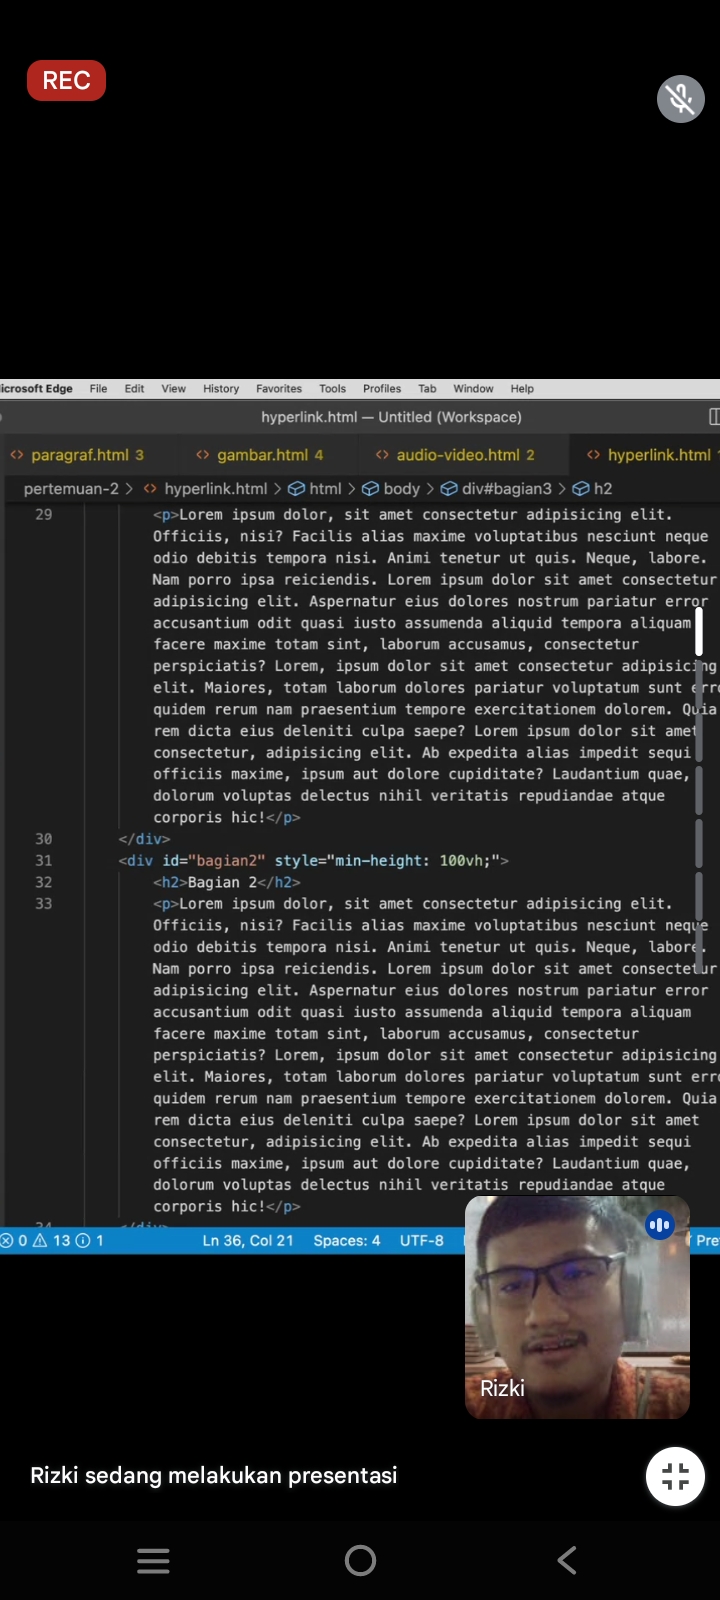 REC
icrosoft Edge File Edit View History Favorites Tools Profiles Tab Window Help
hyperlink.html — Untitled (Workspace)
<> paragraf.html 3 <> gambar.html 4 <> audio-video.html 2 <> hyperlink.html
pertemuan-2 > <> hyperlink.html > html > body > div#bagian3 > h2
29 <p>Lorem ipsum dolor, sit amet consectetur adipisicing elit.
Officiis, nisi? Facilis alias maxime voluptatibus nesciunt neque
odio debitis tempora nisi. Animi tenetur ut quis. Neque, labore.
Nam porro ipsa reiciendis. Lorem ipsum dolor sit amet consectetur
adipisicing elit. Aspernatur eius dolores nostrum pariatur error
accusantium odit quasi iusto assumenda aliquid tempora aliquam
facere maxime totam sint, laborum accusamus, consectetur
perspiciatis? Lorem, ipsum dolor sit amet consectetur adipisicing
elit. Maiores, totam laborum dolores pariatur voluptatum sunt erro
quidem rerum nam praesentium tempore exercitationem dolorem. Quia
rem dicta eius deleniti culpa saepe? Lorem ipsum dolor sit amet
consectetur, adipisicing elit. Ab expedita alias impedit sequi
officiis maxime, ipsum aut dolore cupiditate? Laudantium quae,
dolorum voluptas delectus nihil veritatis repudiandae atque
corporis hic!</p>
30 </div>
31 <div id="bagian2" style="min-height: 100vh;">
32 <h2>Bagian 2</h2>
33 <p>Lorem ipsum dolor, sit amet consectetur adipisicing elit.
Officiis, nisi? Facilis alias maxime voluptatibus nesciunt neque
odio debitis tempora nisi. Animi tenetur ut quis. Neque, labore.
Nam porro ipsa reiciendis. Lorem ipsum dolor sit amet consectetur
adipisicing elit. Aspernatur eius dolores nostrum pariatur error
accusantium odit quasi iusto assumenda aliquid tempora aliquam
facere maxime totam sint, laborum accusamus, consectetur
perspiciatis? Lorem, ipsum dolor sit amet consectetur adipisicing
elit. Maiores, totam laborum dolores pariatur voluptatum sunt erro
quidem rerum nam praesentium tempore exercitationem dolorem. Quia
rem dicta eius deleniti culpa saepe? Lorem ipsum dolor sit amet
consectetur, adipisicing elit. Ab expedita alias impedit sequi
officiis maxime, ipsum aut dolore cupiditate? Laudantium quae,
dolorum voluptas delectus nihil veritatis repudiandae atque
corporis hic!</p>
34 </div>
0 13 1 Ln 36, Col 21 Spaces: 4 UTF-8 Pre
Rizki
Rizki sedang melakukan presentasi